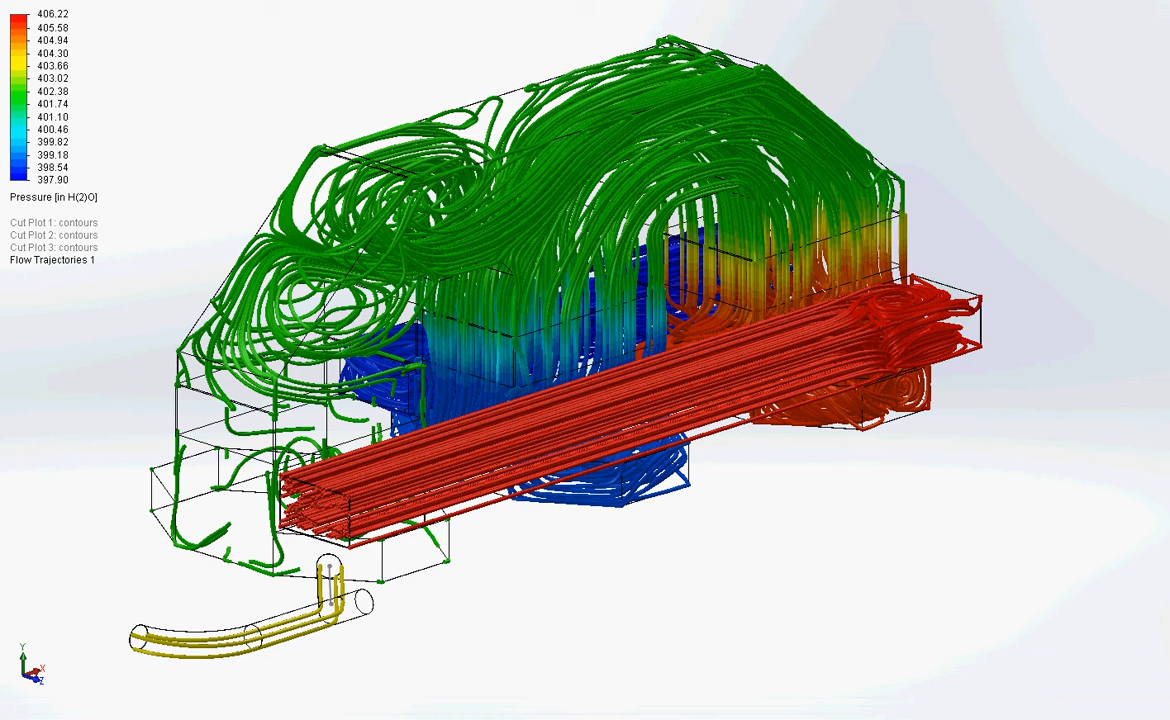 406.22
405.58
404.94
404.30
403.66
403.02
402.38
401.74
401.10
400.46
399.82
399.18
398.54
397.90
Pressure [in H(2)O]
Cut Plot 1: contours
Cut Plot 2: contours
Cut Plot 3: contours
Flow Trajectories 1
Y
X
Z